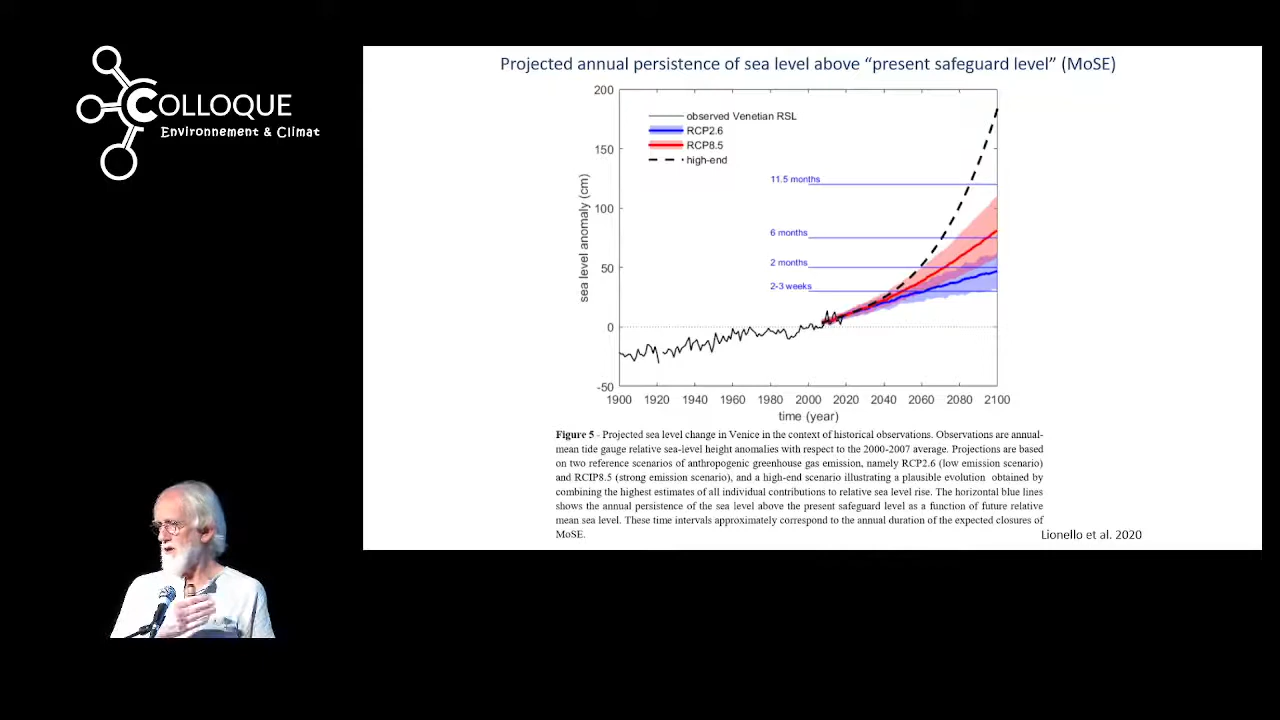 COLLOQUE
Environnement & Climat
Projected annual persistence of sea level above “present safeguard level” (MoSE)
200
150
100
50
0
-50
sea level anomaly (cm)
observed Venetian RSL
RCP2.6
RCP8.5
high-end
11.5 months
6 months
2 months
2-3 weeks
1900 1920 1940 1960 1980 2000 2020 2040 2060 2080 2100
time (year)
Figure 5 - Projected sea level change in Venice in the context of historical observations. Observations are annual-
mean tide gauge relative sea-level height anomalies with respect to the 2000-2007 average. Projections are based
on two reference scenarios of anthropogenic greenhouse gas emission, namely RCP2.6 (low emission scenario)
and RCIP8.5 (strong emission scenario), and a high-end scenario illustrating a plausible evolution obtained by
combining the highest estimates of all individual contributions to relative sea level rise. The horizontal blue lines
shows the annual persistence of the sea level above the present safeguard level as a function of future relative
mean sea level. These time intervals approximately correspond to the annual duration of the expected closures of
MoSE.
Lionello et al. 2020